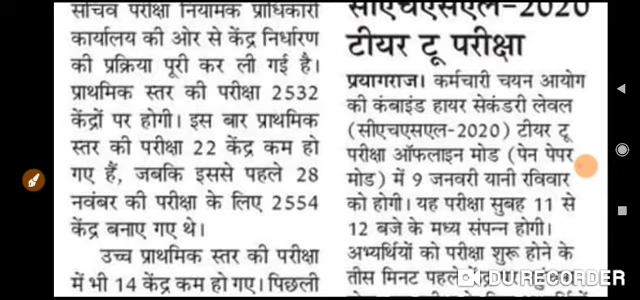 सचिव परीक्षा नियामक प्राधिकारी
कार्यालय की ओर से केंद्र निर्धारण
की प्रक्रिया पूरी कर ली गई है।
प्राथमिक स्तर की परीक्षा 2532
केंद्रों पर होगी। इस बार प्राथमिक
स्तर की परीक्षा 22 केंद्र कम हो
गए हैं, जबकि इससे पहले 28
नवंबर की परीक्षा के लिए 2554
केंद्र बनाए गए थे।
उच्च प्राथमिक स्तर की परीक्षा
में भी 14 केंद्र कम हो गए। पिछली
सीएचएसएल-2020
टीयर टू परीक्षा
प्रयागराज। कर्मचारी चयन आयोग
की कंबाइंड हायर सेकेंडरी लेवल
(सीएचएसएल-2020) टीयर टू
परीक्षा ऑफलाइन मोड (पेन पेपर
मोड) में 9 जनवरी यानी रविवार
को होगी। यह परीक्षा सुबह 11 से
12 बजे के मध्य संपन्न होगी।
अभ्यर्थियों को परीक्षा शुरू होने के
तीस मिनट पहले
DU RECORDER